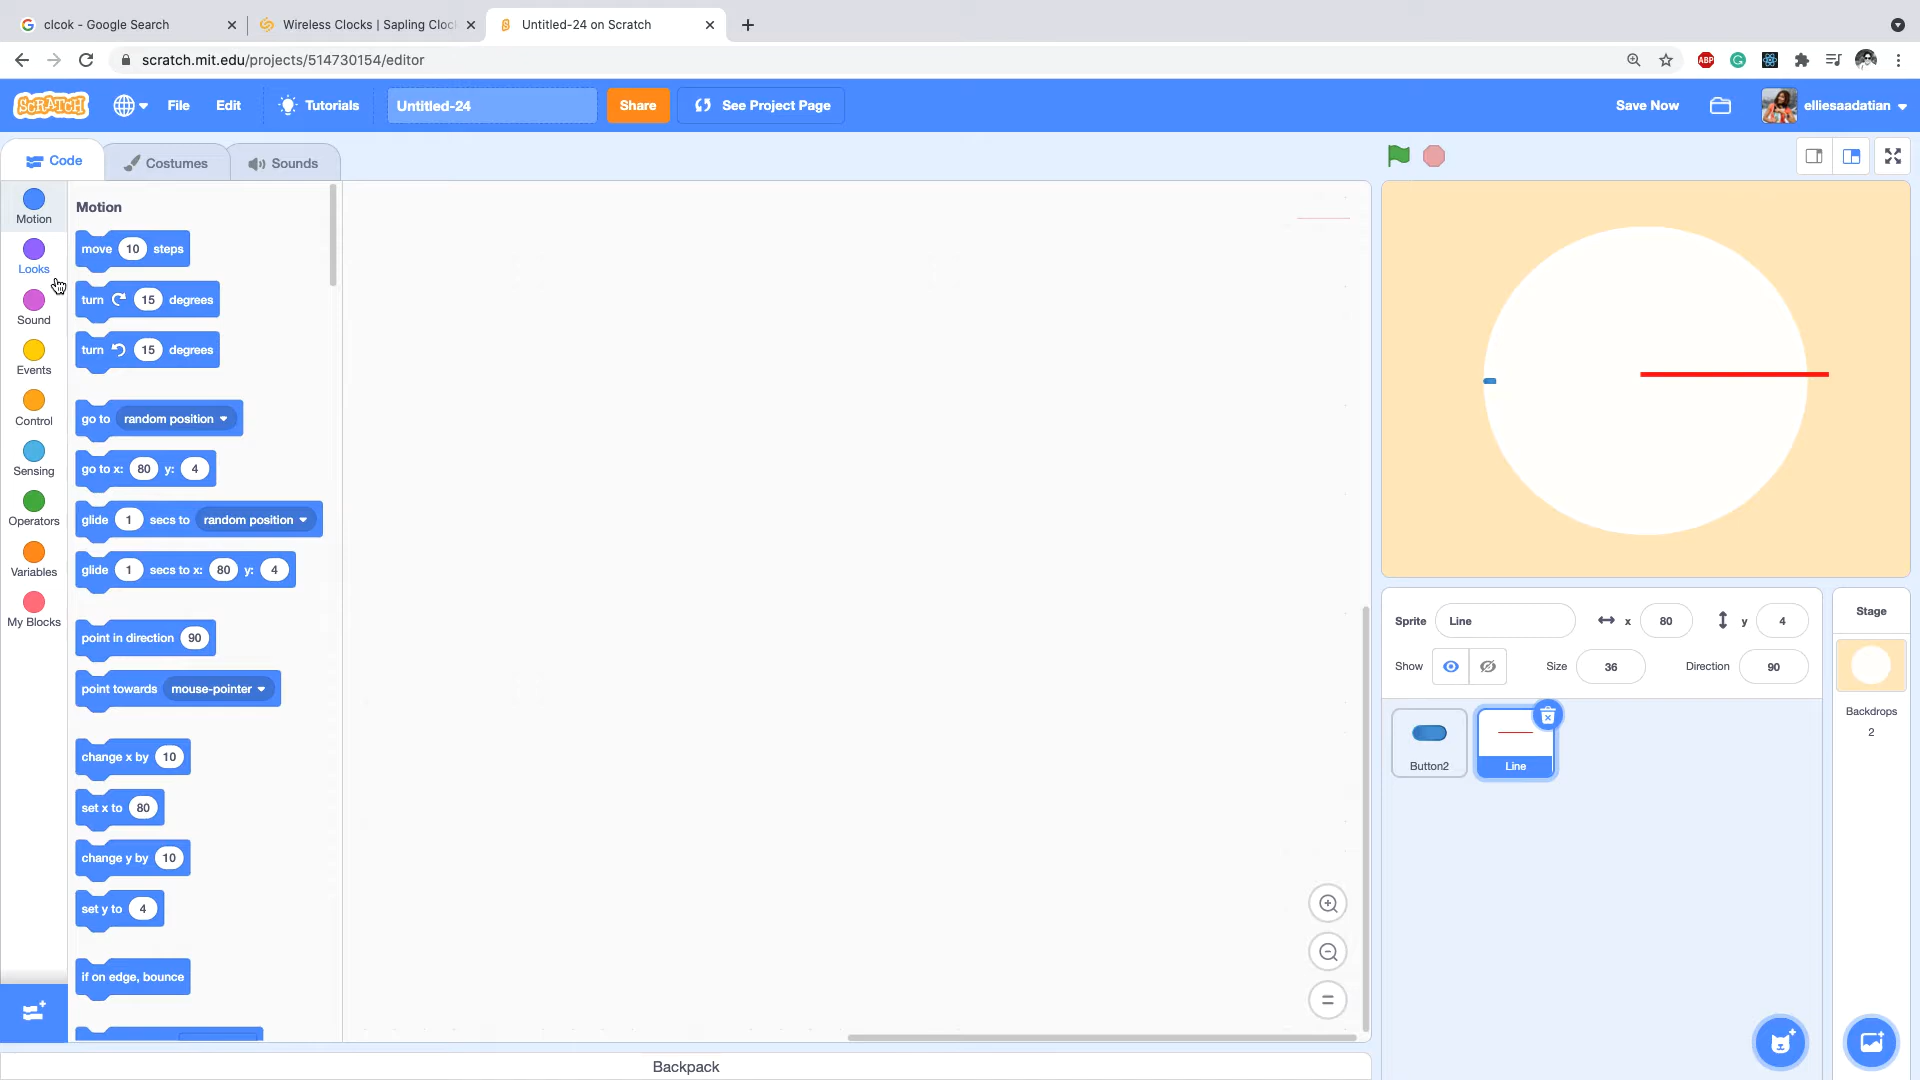 clcok - Google Search
Wireless Clocks | Sapling Cloc
Untitled-24 on Scratch
scratch.mit.edu/projects/514730154/editor
ABP
SCRATCH
File
Edit
Tutorials
Untitled-24
Share
See Project Page
Save Now
elliesaadatian
Code
Costumes
Sounds
Motion
Looks
Sound
Events
Control
Sensing
Operators
Variables
My Blocks
Motion
move 10 steps
turn 15 degrees
turn 15 degrees
go to random position
go to x: 80 y: 4
glide 1 secs to random position
glide 1 secs to x: 80 y: 4
point in direction 90
point towards mouse-pointer
change x by 10
set x to 80
change y by 10
set y to 4
if on edge, bounce
Sprite Line x 80 y 4
Show Size 36 Direction 90
Button2
Line
Stage
Backdrops
2
Backpack